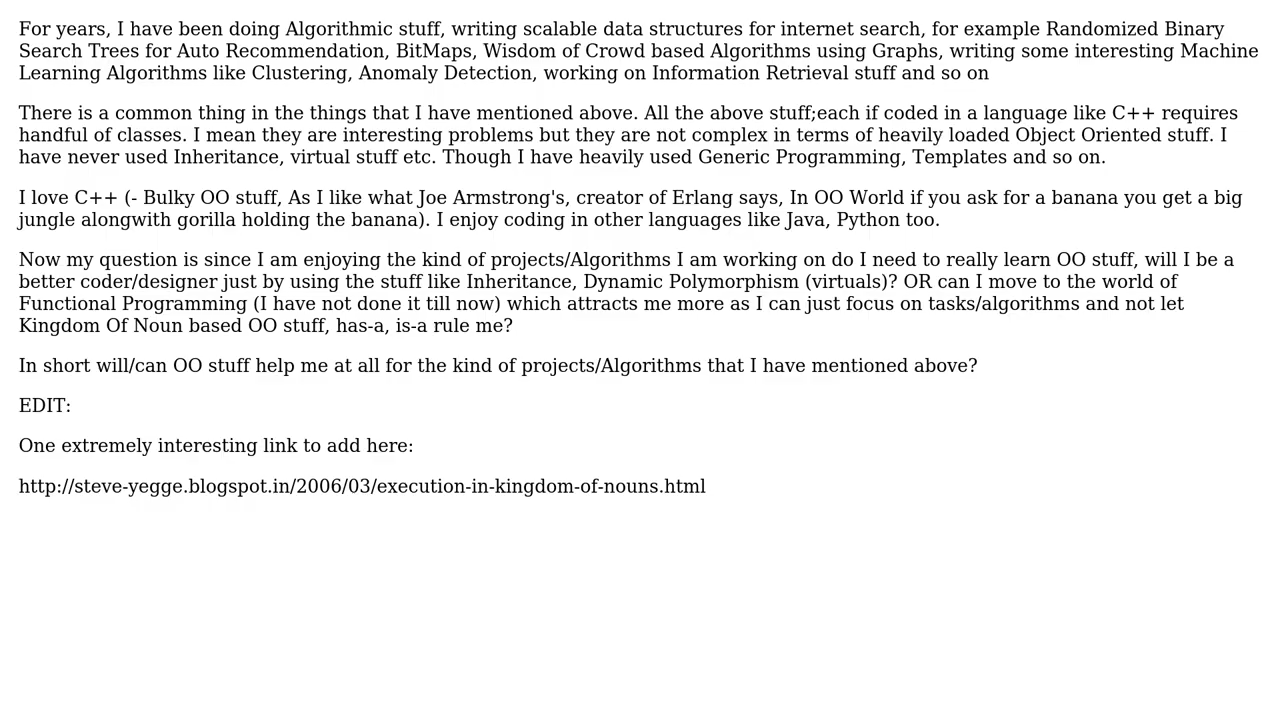 For years, I have been doing Algorithmic stuff, writing scalable data structures for internet search, for example Randomized Binary
Search Trees for Auto Recommendation, BitMaps, Wisdom of Crowd based Algorithms using Graphs, writing some interesting Machine
Learning Algorithms like Clustering, Anomaly Detection, working on Information Retrieval stuff and so on
There is a common thing in the things that I have mentioned above. All the above stuff;each if coded in a language like C++ requires
handful of classes. I mean they are interesting problems but they are not complex in terms of heavily loaded Object Oriented stuff. I
have never used Inheritance, virtual stuff etc. Though I have heavily used Generic Programming, Templates and so on.
I love C++ (- Bulky OO stuff, As I like what Joe Armstrong's, creator of Erlang says, In OO World if you ask for a banana you get a big
jungle alongwith gorilla holding the banana). I enjoy coding in other languages like Java, Python too.
Now my question is since I am enjoying the kind of projects/Algorithms I am working on do I need to really learn OO stuff, will I be a
better coder/designer just by using the stuff like Inheritance, Dynamic Polymorphism (virtuals)? OR can I move to the world of
Functional Programming (I have not done it till now) which attracts me more as I can just focus on tasks/algorithms and not let
Kingdom Of Noun based OO stuff, has-a, is-a rule me?
In short will/can OO stuff help me at all for the kind of projects/Algorithms that I have mentioned above?
EDIT:
One extremely interesting link to add here:
http://steve-yegge.blogspot.in/2006/03/execution-in-kingdom-of-nouns.html